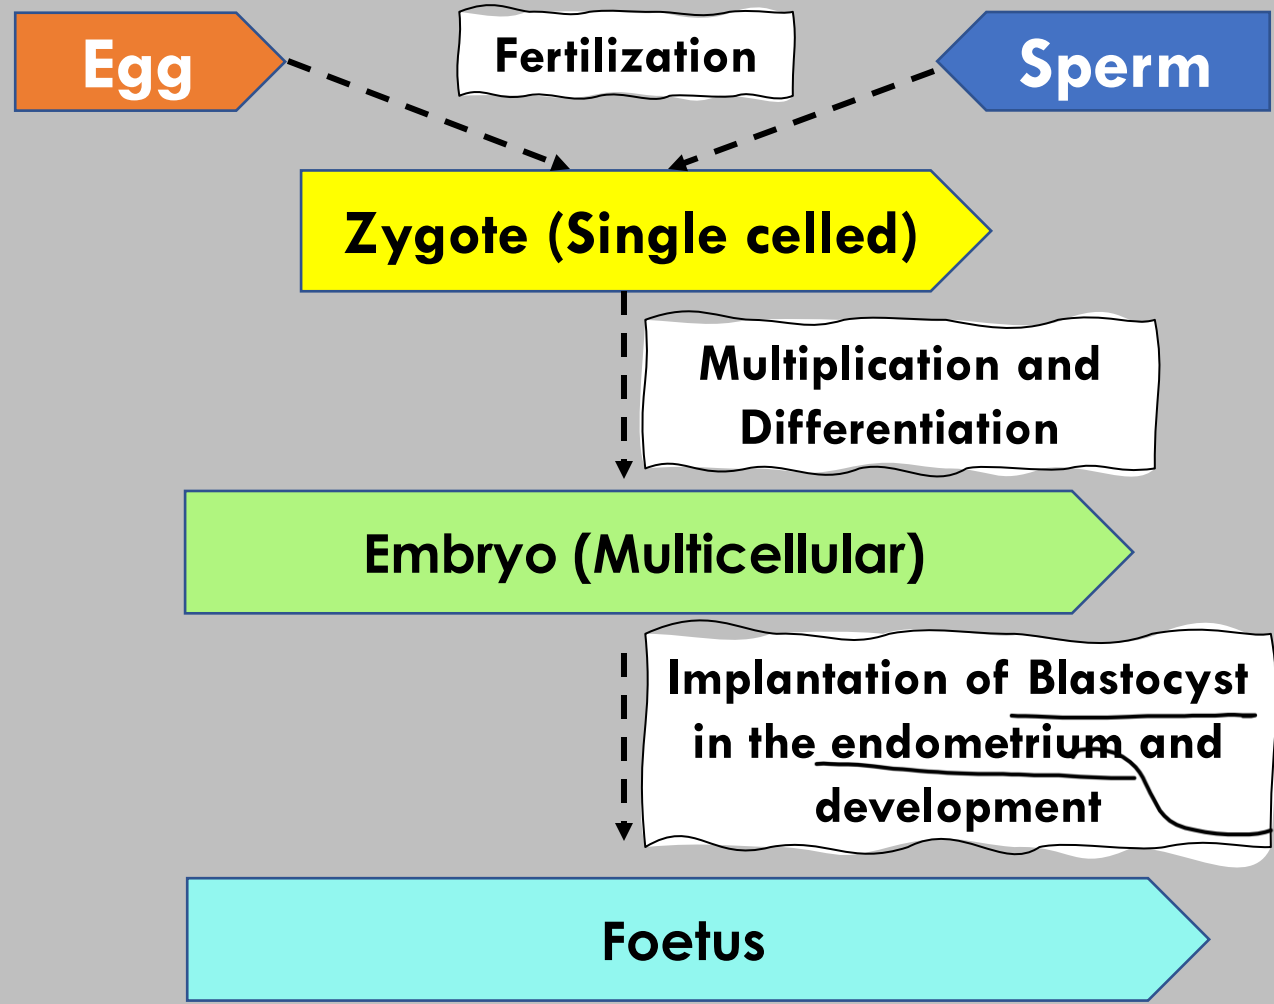 Egg
Fertilization
Sperm
Zygote (Single celled)
Multiplication and
Differentiation
Embryo (Multicellular)
Implantation of Blastocyst
in the endometrium and
development
Foetus